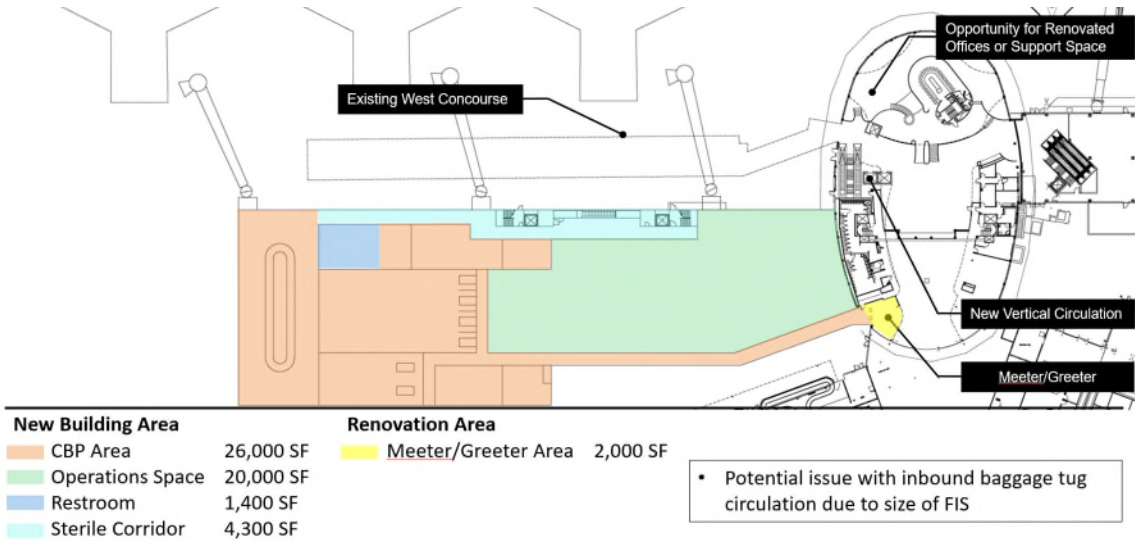 Opportunity for Renovated
Offices or Support Space
Existing West Concourse
New Vertical Circulation
Meeter/Greeter
New Building Area
CBP Area 26,000 SF
Operations Space 20,000 SF
Restroom 1,400 SF
Sterile Corridor 4,300 SF
Renovation Area
Meeter/Greeter Area 2,000 SF
• Potential issue with inbound baggage tug
circulation due to size of FIS